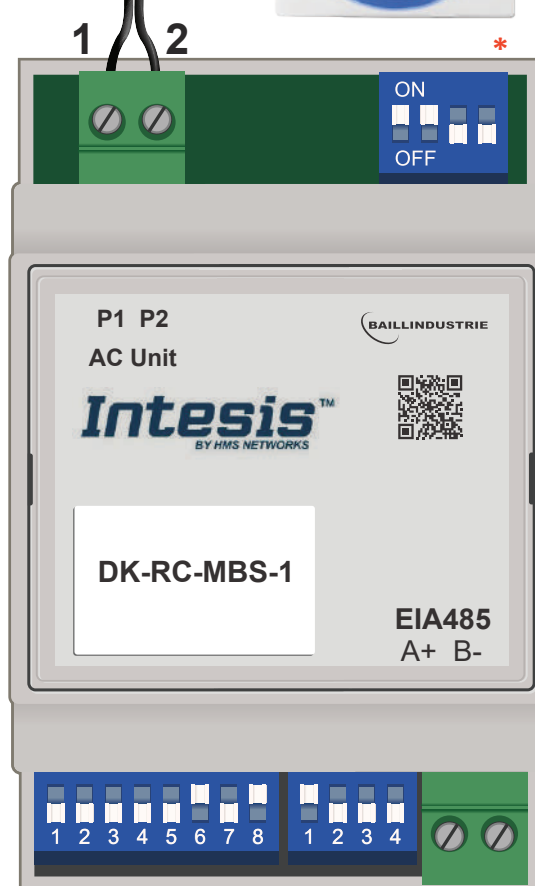 1 2
*
ON
OFF
P1 P2
AC Unit
BAILLINDUSTRIE
Intesis™
BY HMS NETWORKS
DK-RC-MBS-1
EIA485
A+ B-
1 2 3 4 5 6 7 8 1 2 3 4